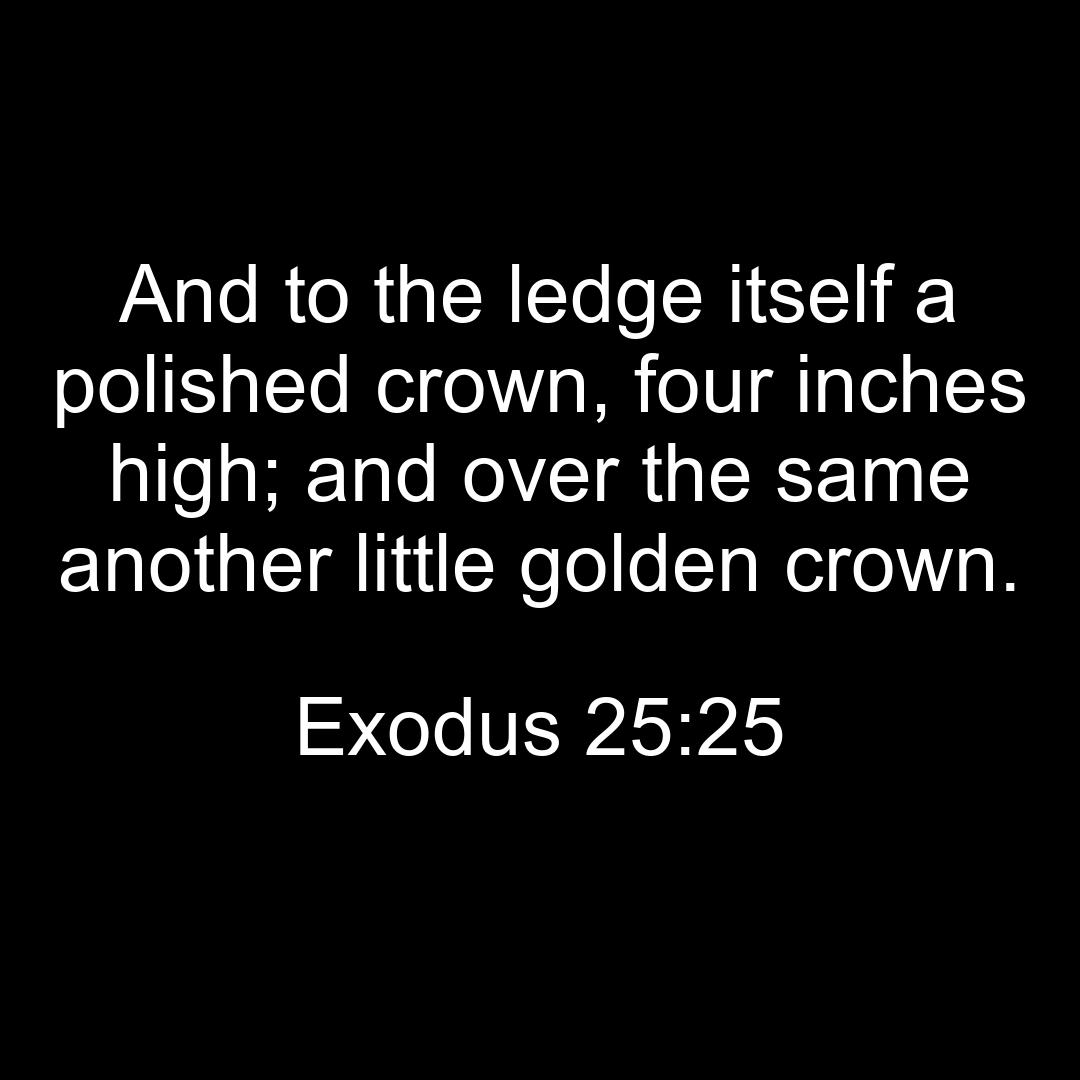 And to the ledge itself a
polished crown, four inches
high; and over the same
another little golden crown.
Exodus 25:25